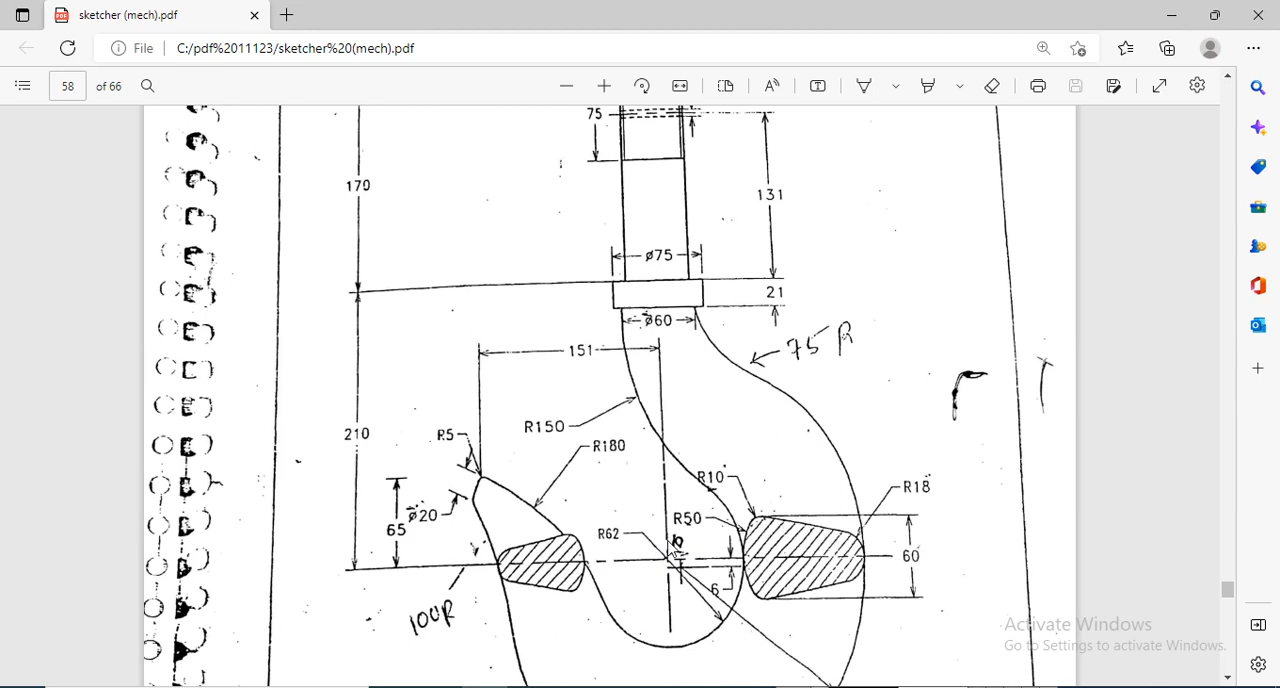 sketcher (mech).pdf
File
C:/pdf%2011123/sketcher%20(mech).pdf
58
of 66
75
170
131
ø75
21
ø60
75 R
151
R150
210
R5
R180
R10
R18
ø20
R50
65
R62
60
6
100R
Activate Windows
Go to Settings to activate Windows.